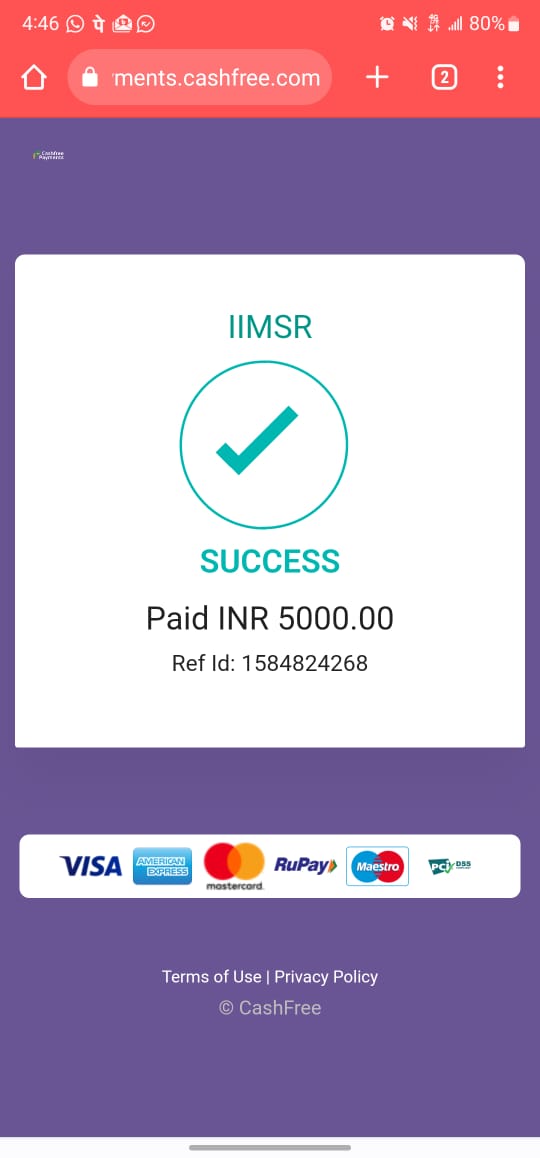 4:46 पे 4G 80%
ments.cashfree.com 2
Cashfree
Payments
IIMSR
SUCCESS
Paid INR 5000.00
Ref Id: 1584824268
VISA AMERICAN EXPRESS mastercard. RuPay Maestro PCI DSS
Terms of Use | Privacy Policy
© CashFree